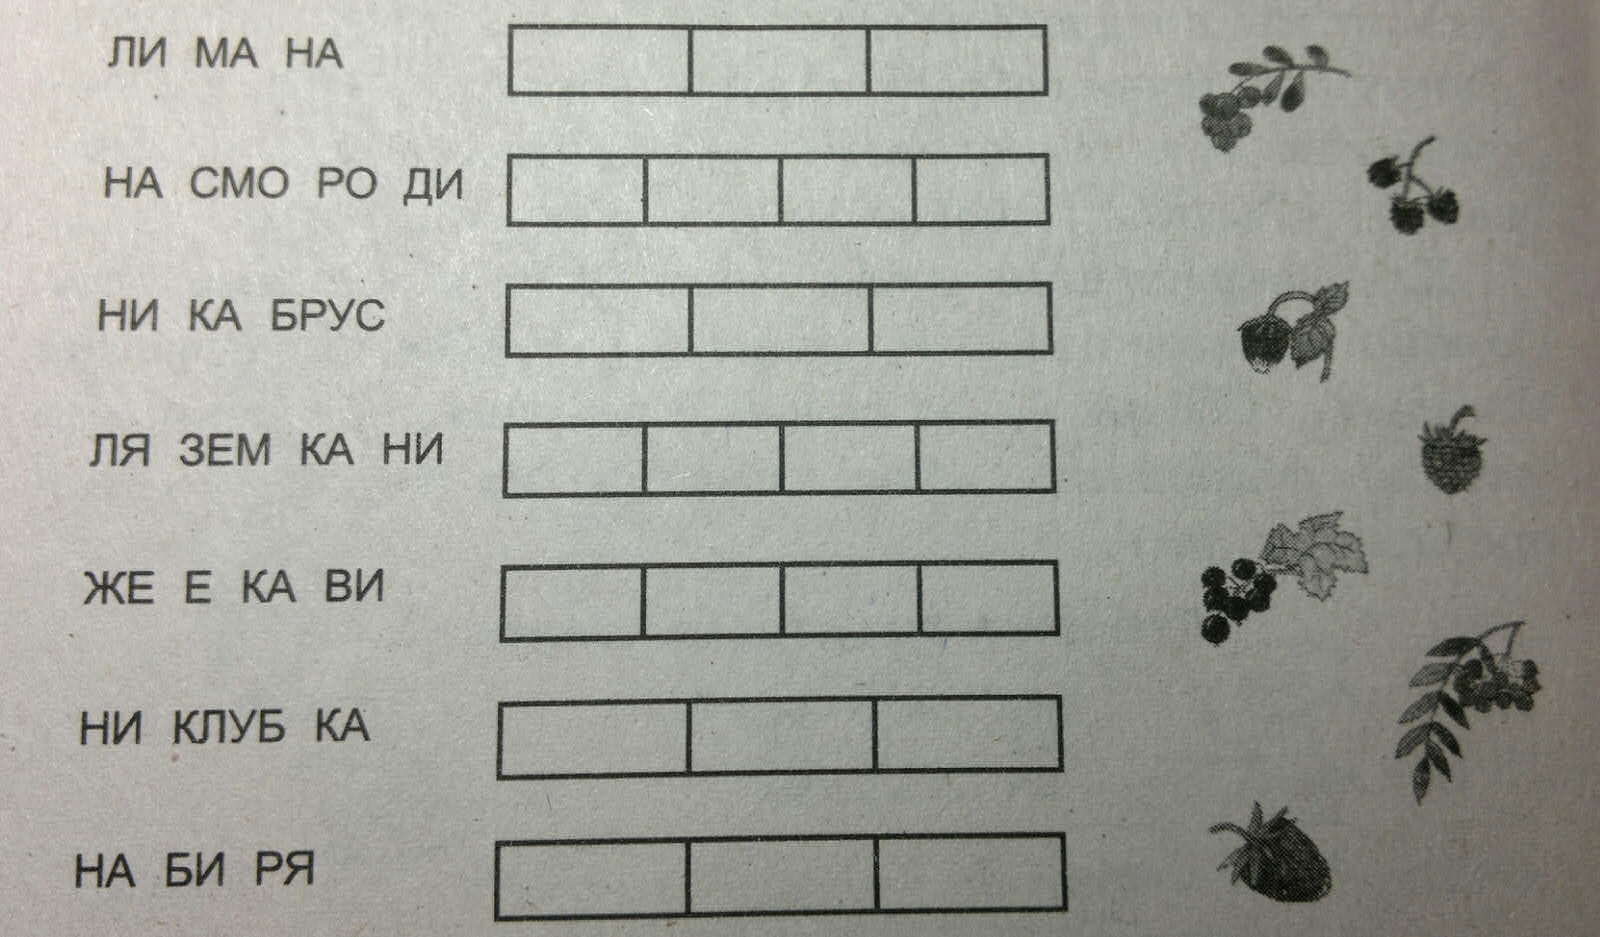 ЛИ МА НА
НА СМО РО ДИ
НИ КА БРУС
ЛЯ ЗЕМ КА НИ
ЖЕ Е КА ВИ
НИ КЛУБ КА
НА БИ РЯ